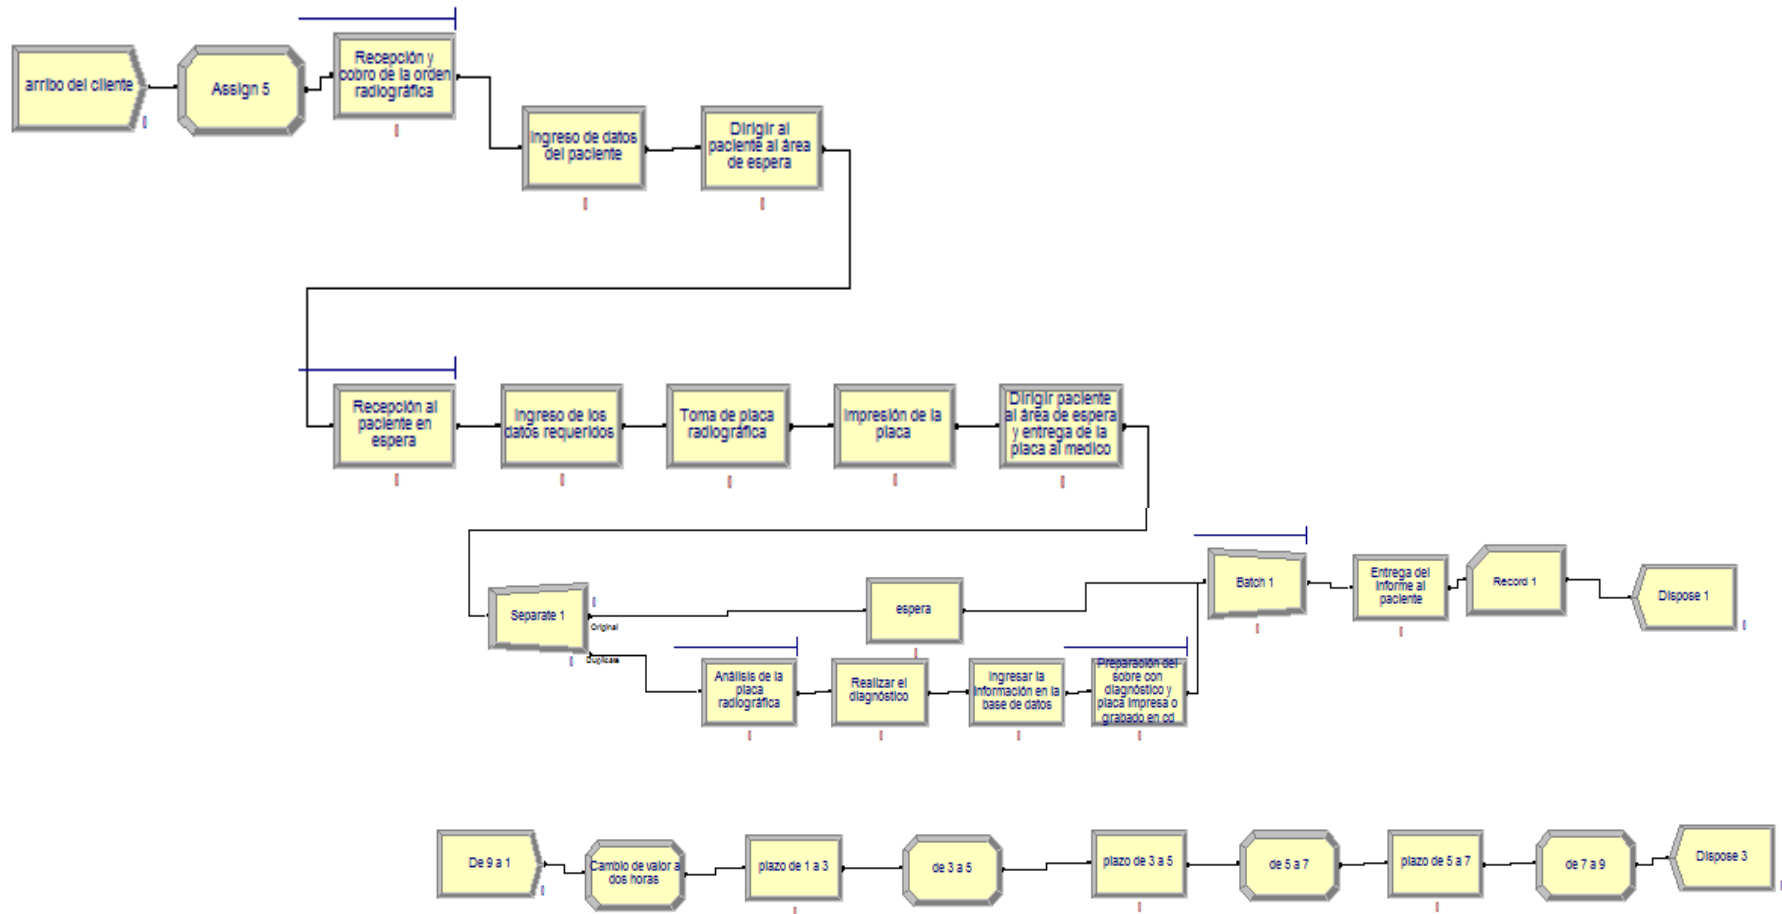 arribo del cliente
Assign 5
Recepción y
cobro de la orden
radiográfica
Ingreso de datos
del paciente
Dirigir al
paciente al área
de espera
Recepción al
paciente en
espera
Ingreso de los
datos requeridos
Toma de placa
radiográfica
Impresión de la
placa
Dirigir paciente
al área de espera
y entrega de la
placa al medico
Separate 1
Original
Duplicate
espera
Análisis de la
placa
radiográfica
Realizar el
diagnóstico
Ingresar la
información en la
base de datos
Preparación del
sobre con
diagnóstico y
placa impresa o
grabado en cd
Batch 1
Entrega del
informe al
paciente
Record 1
Dispose 1
De 9 a 1
Cambio de valor a
dos horas
plazo de 1 a 3
de 3 a 5
plazo de 3 a 5
de 5 a 7
plazo de 5 a 7
de 7 a 9
Dispose 3